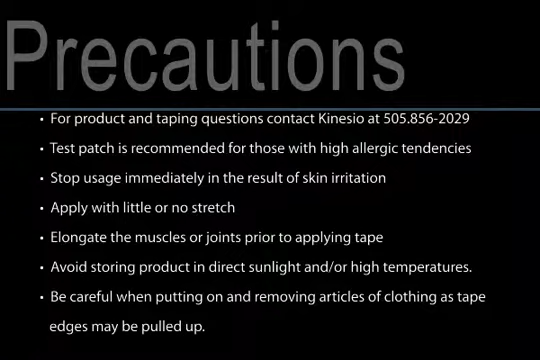 Precautions
• For product and taping questions contact Kinesio at 505.856-2029
• Test patch is recommended for those with high allergic tendencies
• Stop usage immediately in the result of skin irritation
• Apply with little or no stretch
• Elongate the muscles or joints prior to applying tape
• Avoid storing product in direct sunlight and/or high temperatures.
• Be careful when putting on and removing articles of clothing as tape
edges may be pulled up.